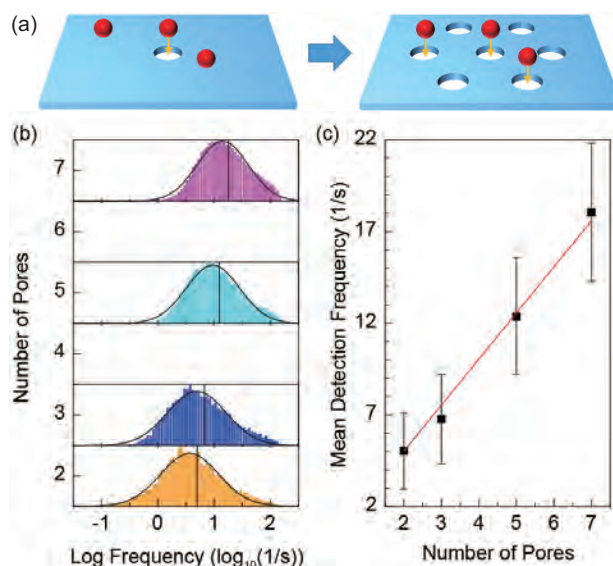 (a)
(b)
7
6
5
4
3
2
Number of Pores
-1 0 1 2
Log Frequency (log₁₀(1/s))
(c)
22
17
12
7
2
Mean Detection Frequency (1/s)
2 3 4 5 6 7
Number of Pores